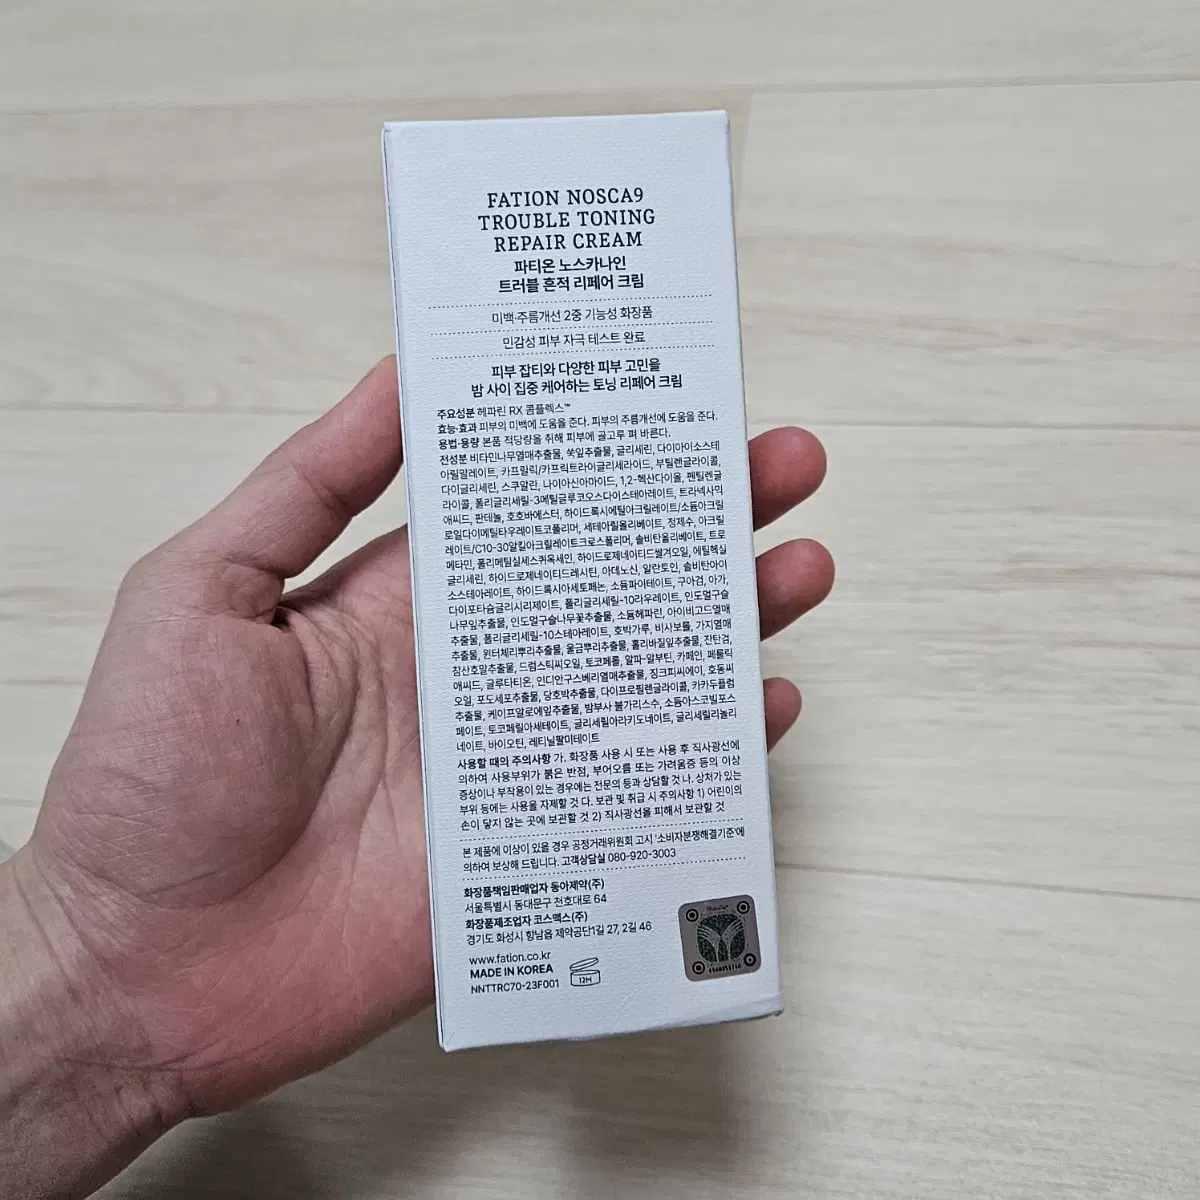 FATION NOSCA9
TROUBLE TONING
REPAIR CREAM
파티온 노스카나인
트러블 흔적 리페어 크림
미백·주름개선 2중 기능성 화장품
민감성 피부 자극 테스트 완료
피부 잡티와 다양한 피부 고민을
밤 사이 집중 케어하는 토닝 리페어 크림
주요성분 헤파린 RX 콤플렉스™
효능·효과 피부의 미백에 도움을 준다. 피부의 주름개선에 도움을 준다.
용법·용량 본품 적당량을 취해 피부에 골고루 펴 바른다.
전성분 비타민나무열매추출물, 쑥잎추출물, 글리세린, 다이아이소스테
아릴말레이트, 카프릴릭/카프릭트라이글리세라이드, 부틸렌글라이콜,
다이글리세린, 스쿠알란, 나이아신아마이드, 1,2-헥산다이올, 펜틸렌글
라이콜, 폴리글리세릴-3메틸글루코오스다이스테아레이트, 트라넥사믹
애씨드, 판테놀, 호호바에스터, 하이드록시에틸아크릴레이트/소듐아크릴
로일다이메틸타우레이트코폴리머, 세테아릴올리베이트, 정제수, 아크릴
레이트/C10-30알킬아크릴레이트크로스폴리머, 솔비탄올리베이트, 트로
메타민, 폴리메틸실세스퀴옥세인, 하이드로제네이티드쌀겨오일, 에틸헥실
글리세린, 하이드로제네이티드레시틴, 아데노신, 알란토인, 솔비탄아이
소스테아레이트, 하이드록시아세토페논, 소듐파이테이트, 구아검, 아가,
다이포타슘글리시리제이트, 폴리글리세릴-10라우레이트, 인도멀구슬
나무잎추출물, 인도멀구슬나무꽃추출물, 소듐헤파린, 아이비고드열매
추출물, 폴리글리세릴-10스테아레이트, 호박가루, 비사보롤, 가지열매
추출물, 윈터체리뿌리추출물, 울금뿌리추출물, 홀리바질잎추출물, 잔탄검,
참산호말추출물, 드럼스틱씨오일, 토코페롤, 알파-알부틴, 카페인, 페룰릭
애씨드, 글루타티온, 인디안구스베리열매추출물, 징크피씨에이, 호동씨
오일, 포도세포추출물, 당호박추출물, 다이프로필렌글라이콜, 카카두플럼
추출물, 케이프알로에잎추출물, 밤부사 불가리스수, 소듐아스코빌포스
페이트, 토코페릴아세테이트, 글리세릴아라키도네이트, 글리세릴리놀리
네이트, 바이오틴, 레티닐팔미테이트
사용할 때의 주의사항 가. 화장품 사용 시 또는 사용 후 직사광선에
의하여 사용부위가 붉은 반점, 부어오름 또는 가려움증 등의 이상
증상이나 부작용이 있는 경우에는 전문의 등과 상담할 것 나. 상처가 있는
부위 등에는 사용을 자제할 것 다. 보관 및 취급 시 주의사항 1) 어린이의
손이 닿지 않는 곳에 보관할 것 2) 직사광선을 피해서 보관할 것
본 제품에 이상이 있을 경우 공정거래위원회 고시 '소비자분쟁해결기준'에
의하여 보상해 드립니다. 고객상담실 080-920-3003
화장품책임판매업자 동아제약(주)
서울특별시 동대문구 천호대로 64
화장품제조업자 코스맥스(주)
경기도 화성시 향남읍 제약공단1길 27, 2길 46
www.fation.co.kr
MADE IN KOREA
NNTTRC70-23F001
12M